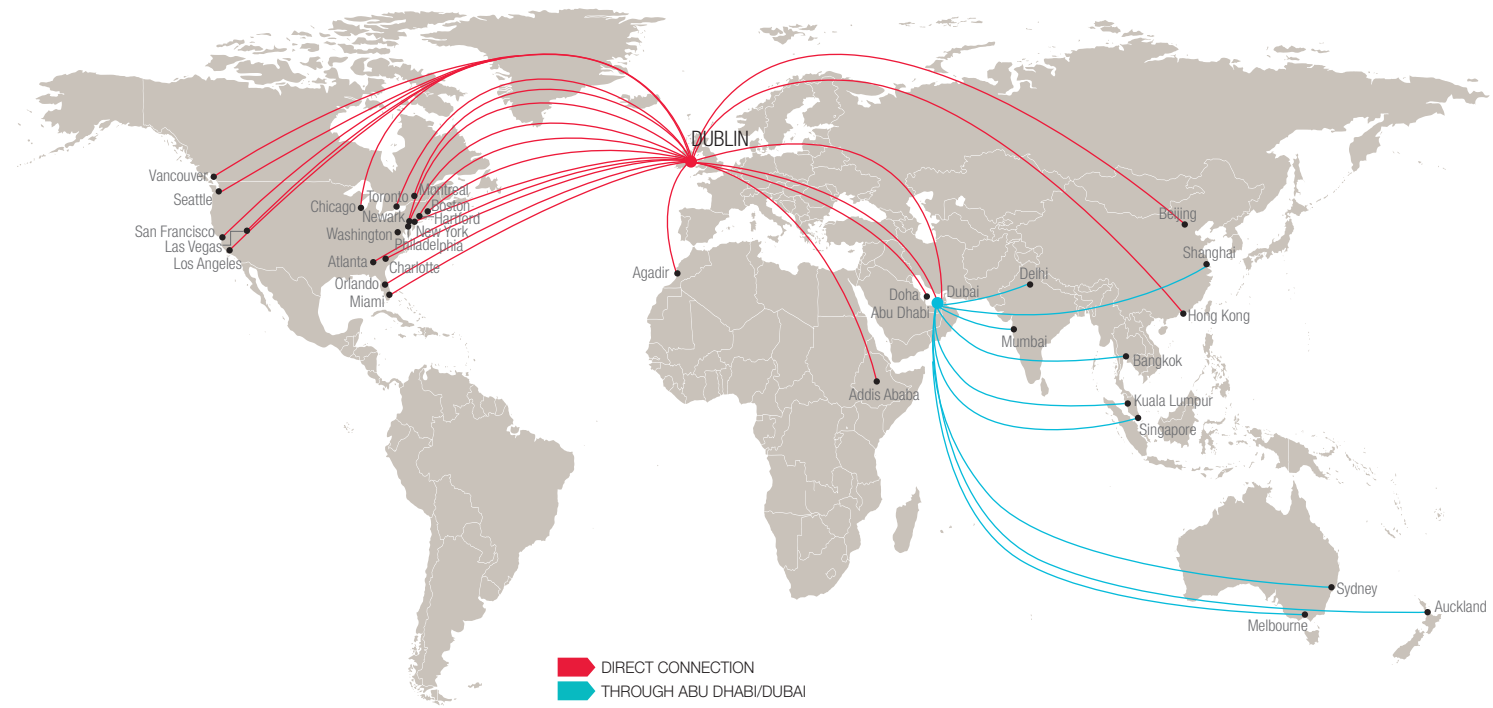 DUBLIN
Vancouver
Seattle
Chicago
Toronto
Montreal
Boston
Newark
Hartford
New York
Washington
Philadelphia
San Francisco
Las Vegas
Los Angeles
Atlanta
Charlotte
Orlando
Miami
Agadir
Addis Ababa
Doha
Dubai
Abu Dhabi
Delhi
Mumbai
Beijing
Shanghai
Hong Kong
Bangkok
Kuala Lumpur
Singapore
Sydney
Auckland
Melbourne
DIRECT CONNECTION
THROUGH ABU DHABI/DUBAI